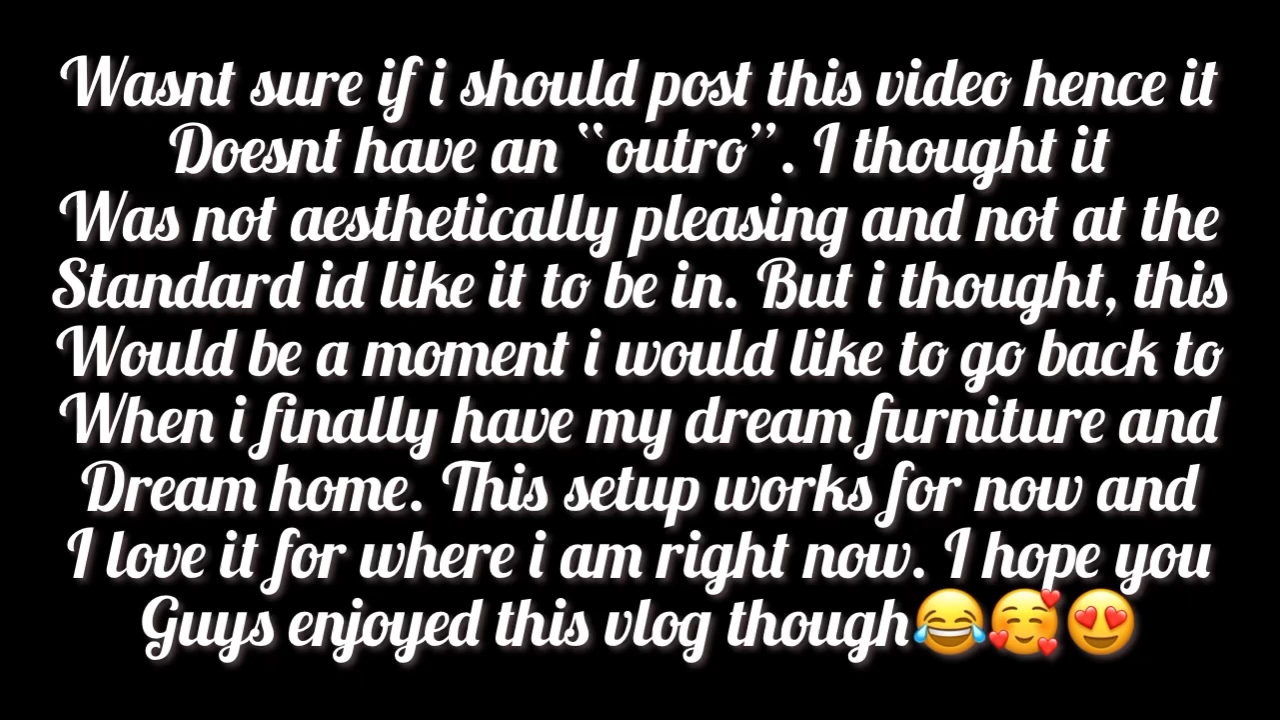 Wasnt sure if i should post this video hence it
Doesnt have an “outro”. I thought it
Was not aesthetically pleasing and not at the
Standard id like it to be in. But i thought, this
Would be a moment i would like to go back to
When i finally have my dream furniture and
Dream home. This setup works for now and
I love it for where i am right now. I hope you
Guys enjoyed this vlog though😂🥰😍